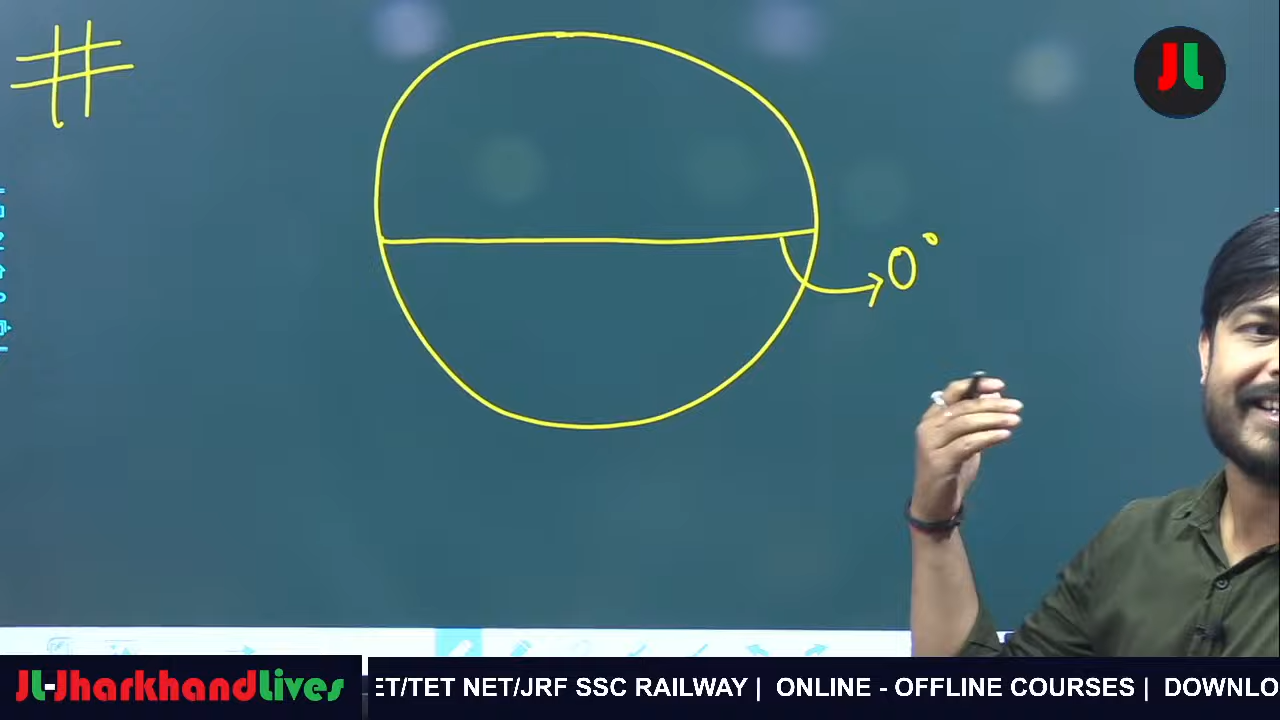 #
JL
0°
JL-JharkhandLives
ET/TET NET/JRF SSC RAILWAY | ONLINE - OFFLINE COURSES | DOWNLO